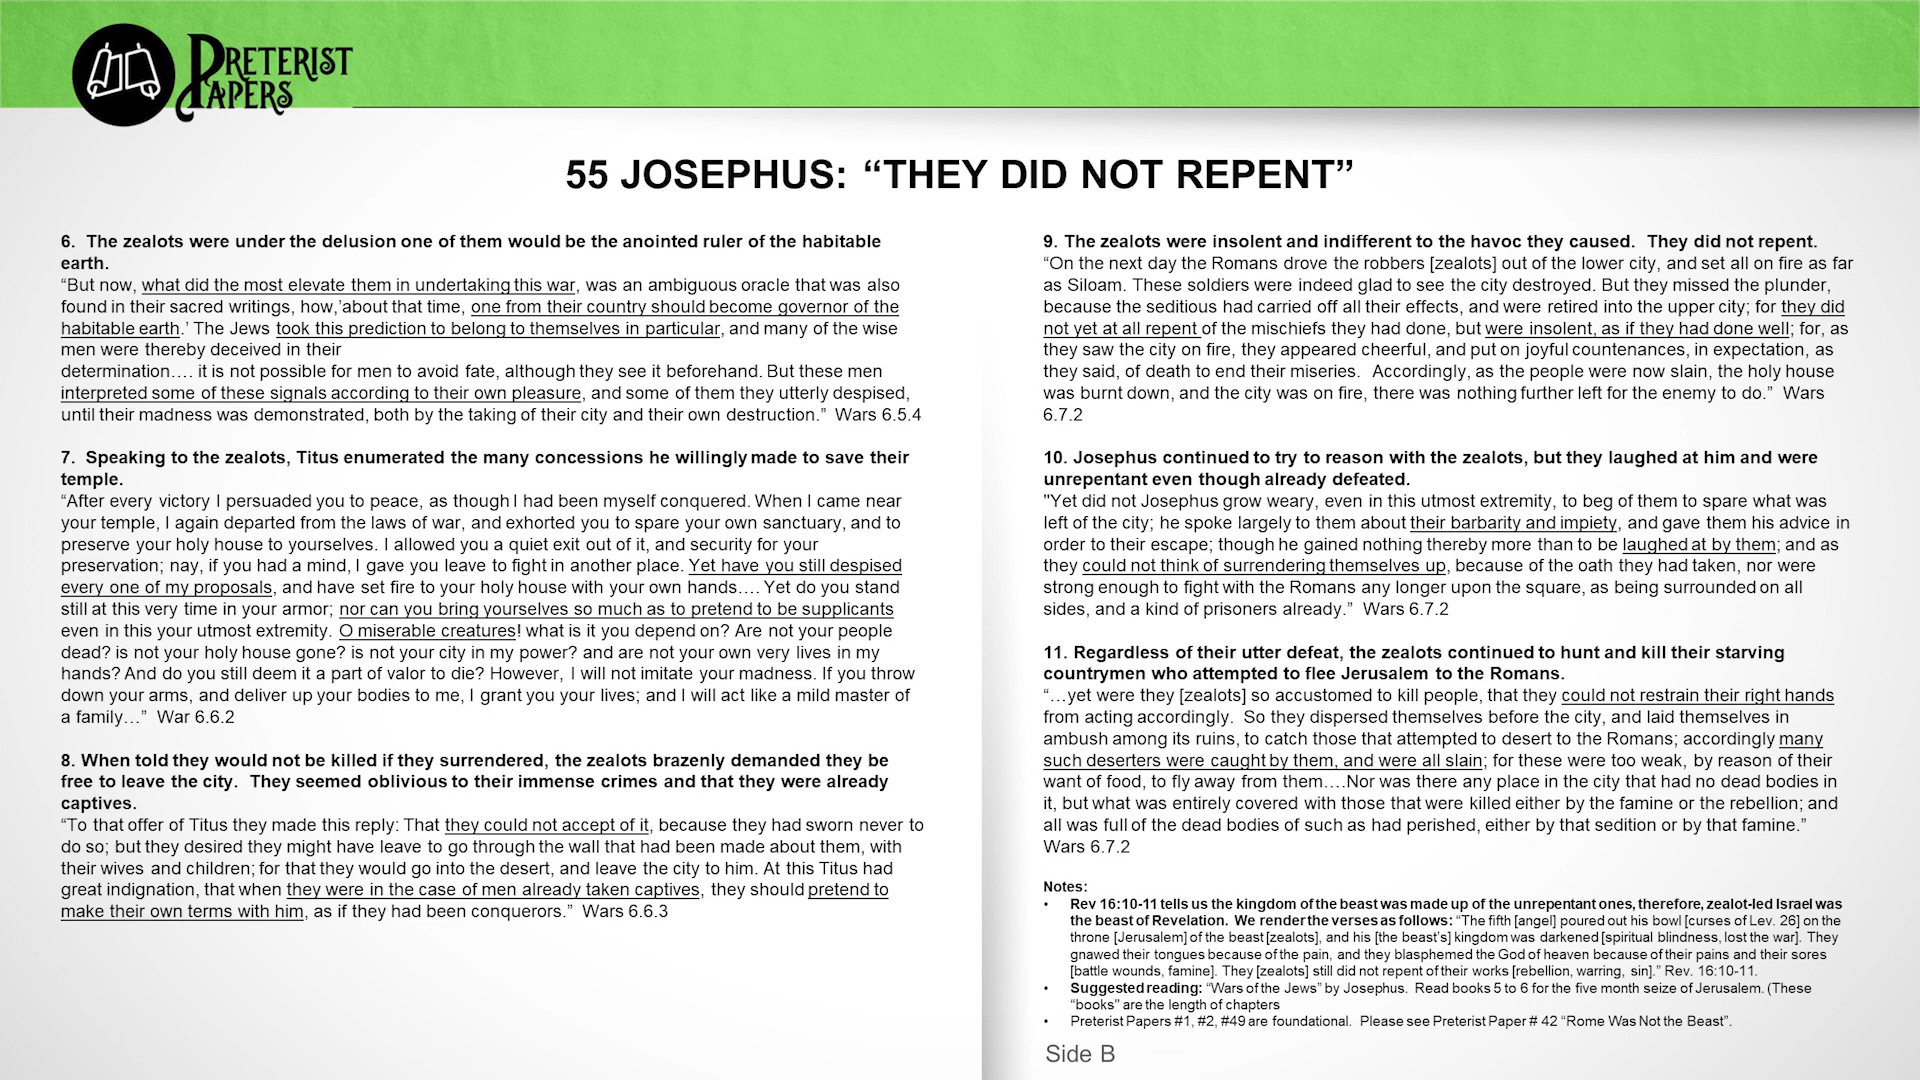 PRETERIST
PAPERS
55 JOSEPHUS: “THEY DID NOT REPENT”
6.  The zealots were under the delusion one of them would be the anointed ruler of the habitable
earth.
“But now, what did the most elevate them in undertaking this war, was an ambiguous oracle that was also
found in their sacred writings, how,’about that time, one from their country should become governor of the
habitable earth.’ The Jews took this prediction to belong to themselves in particular, and many of the wise
men were thereby deceived in their
determination…. it is not possible for men to avoid fate, although they see it beforehand. But these men
interpreted some of these signals according to their own pleasure, and some of them they utterly despised,
until their madness was demonstrated, both by the taking of their city and their own destruction.”  Wars 6.5.4
7.  Speaking to the zealots, Titus enumerated the many concessions he willingly made to save their
temple.
“After every victory I persuaded you to peace, as though I had been myself conquered. When I came near
your temple, I again departed from the laws of war, and exhorted you to spare your own sanctuary, and to
preserve your holy house to yourselves. I allowed you a quiet exit out of it, and security for your
preservation; nay, if you had a mind, I gave you leave to fight in another place. Yet have you still despised
every one of my proposals, and have set fire to your holy house with your own hands…. Yet do you stand
still at this very time in your armor; nor can you bring yourselves so much as to pretend to be supplicants
even in this your utmost extremity. O miserable creatures! what is it you depend on? Are not your people
dead? is not your holy house gone? is not your city in my power? and are not your own very lives in my
hands? And do you still deem it a part of valor to die? However, I will not imitate your madness. If you throw
down your arms, and deliver up your bodies to me, I grant you your lives; and I will act like a mild master of
a family…”  War 6.6.2
8. When told they would not be killed if they surrendered, the zealots brazenly demanded they be
free to leave the city.  They seemed oblivious to their immense crimes and that they were already
captives.
“To that offer of Titus they made this reply: That they could not accept of it, because they had sworn never to
do so; but they desired they might have leave to go through the wall that had been made about them, with
their wives and children; for that they would go into the desert, and leave the city to him. At this Titus had
great indignation, that when they were in the case of men already taken captives, they should pretend to
make their own terms with him, as if they had been conquerors.”  Wars 6.6.3
9. The zealots were insolent and indifferent to the havoc they caused.  They did not repent.
“On the next day the Romans drove the robbers [zealots] out of the lower city, and set all on fire as far
as Siloam. These soldiers were indeed glad to see the city destroyed. But they missed the plunder,
because the seditious had carried off all their effects, and were retired into the upper city; for they did
not yet at all repent of the mischiefs they had done, but were insolent, as if they had done well; for, as
they saw the city on fire, they appeared cheerful, and put on joyful countenances, in expectation, as
they said, of death to end their miseries.  Accordingly, as the people were now slain, the holy house
was burnt down, and the city was on fire, there was nothing further left for the enemy to do.”  Wars
6.7.2
10. Josephus continued to try to reason with the zealots, but they laughed at him and were
unrepentant even though already defeated.
"Yet did not Josephus grow weary, even in this utmost extremity, to beg of them to spare what was
left of the city; he spoke largely to them about their barbarity and impiety, and gave them his advice in
order to their escape; though he gained nothing thereby more than to be laughed at by them; and as
they could not think of surrendering themselves up, because of the oath they had taken, nor were
strong enough to fight with the Romans any longer upon the square, as being surrounded on all
sides, and a kind of prisoners already.”  Wars 6.7.2
11. Regardless of their utter defeat, the zealots continued to hunt and kill their starving
countrymen who attempted to flee Jerusalem to the Romans.
“…yet were they [zealots] so accustomed to kill people, that they could not restrain their right hands
from acting accordingly.  So they dispersed themselves before the city, and laid themselves in
ambush among its ruins, to catch those that attempted to desert to the Romans; accordingly many
such deserters were caught by them, and were all slain; for these were too weak, by reason of their
want of food, to fly away from them….Nor was there any place in the city that had no dead bodies in
it, but what was entirely covered with those that were killed either by the famine or the rebellion; and
all was full of the dead bodies of such as had perished, either by that sedition or by that famine.”
Wars 6.7.2
Notes:
• Rev 16:10-11 tells us the kingdom of the beast was made up of the unrepentant ones, therefore, zealot-led Israel was
the beast of Revelation.  We render the verses as follows: “The fifth [angel] poured out his bowl [curses of Lev. 26] on the
throne [Jerusalem] of the beast [zealots], and his [the beast’s] kingdom was darkened [spiritual blindness, lost the war].  They
gnawed their tongues because of the pain, and they blasphemed the God of heaven because of their pains and their sores
[battle wounds, famine]. They [zealots] still did not repent of their works [rebellion, warring, sin].” Rev. 16:10-11.
• Suggested reading: “Wars of the Jews” by Josephus.  Read books 5 to 6 for the five month seize of Jerusalem. (These
“books" are the length of chapters
• Preterist Papers #1, #2, #49 are foundational.  Please see Preterist Paper # 42 “Rome Was Not the Beast”.
Side B